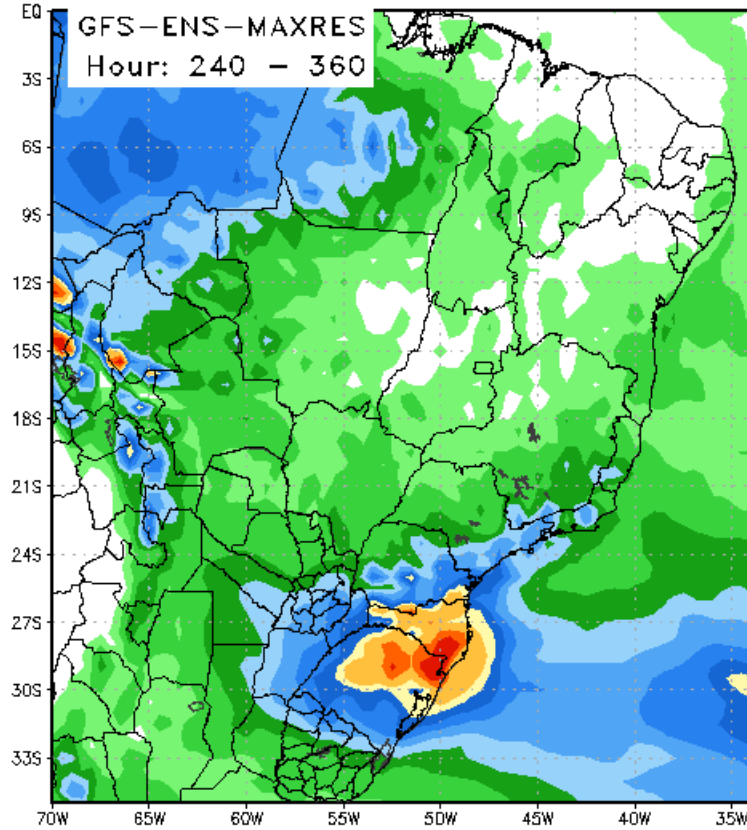 EQ
GFS-ENS-MAXRES
Hour: 240 - 360
3S
6S
9S
12S
15S
18S
21S
24S
27S
30S
33S
70W 65W 60W 55W 50W 45W 40W 35W